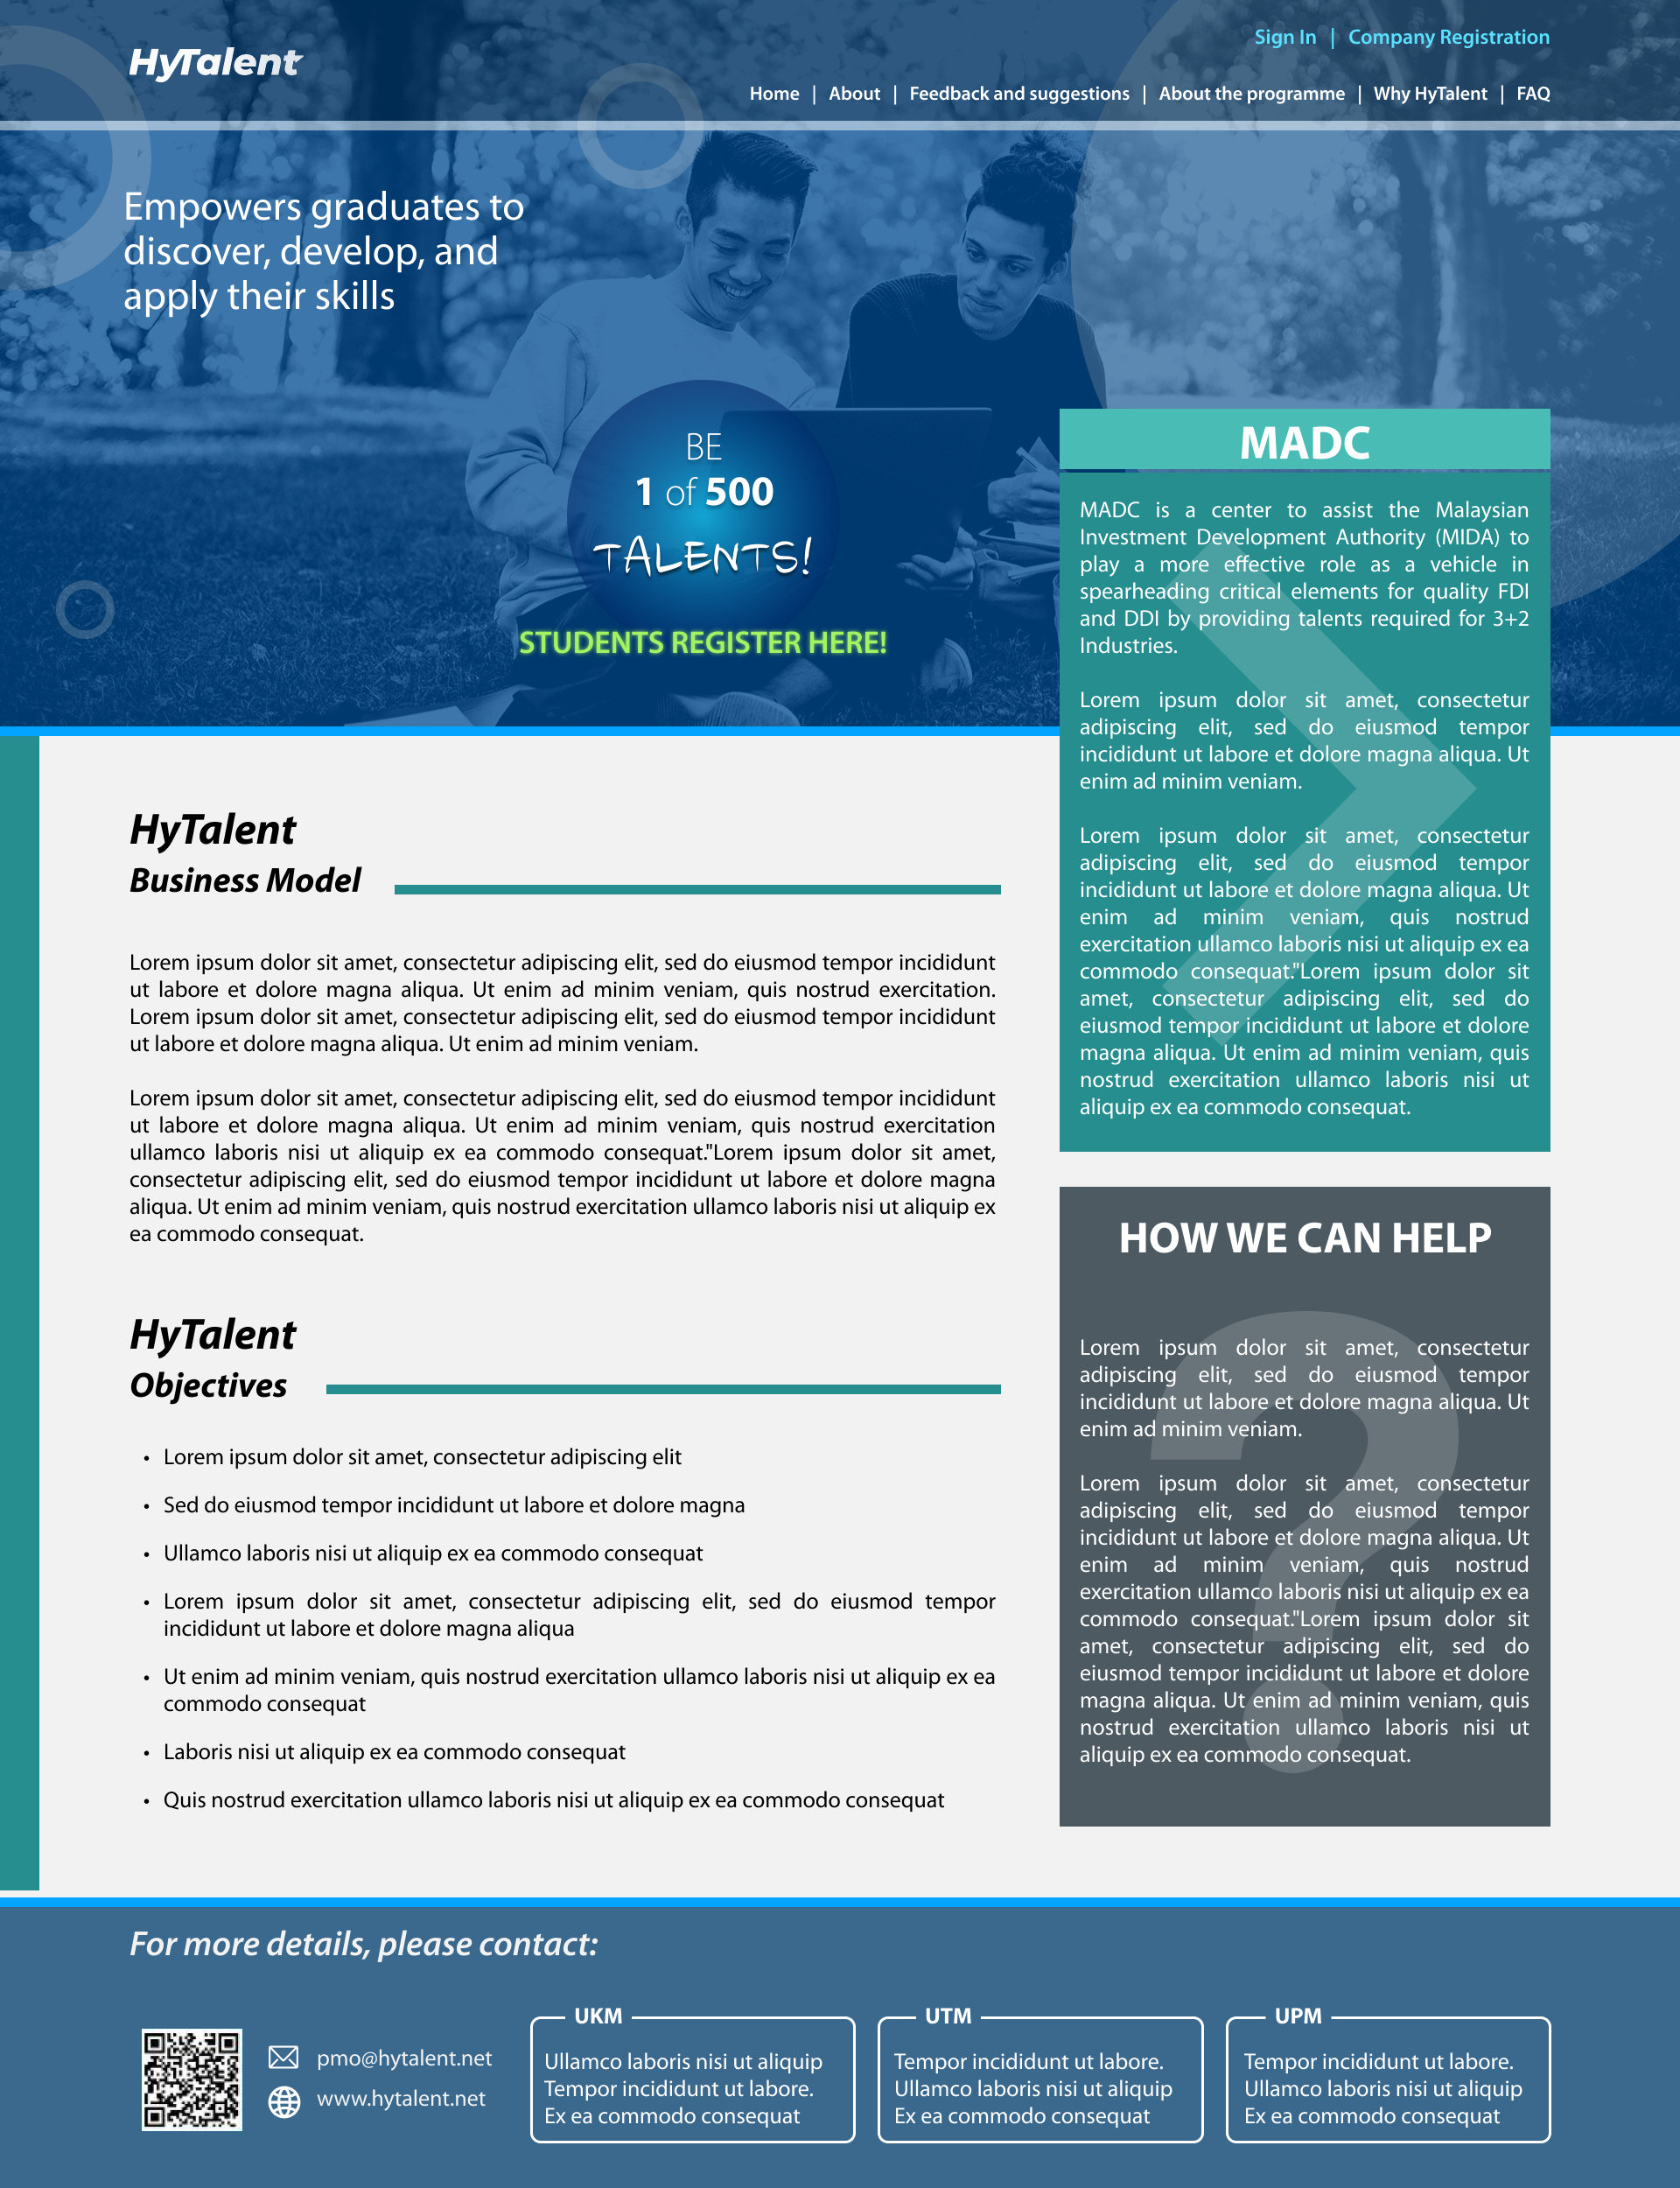 HyTalent
Sign In | Company Registration
Home | About | Feedback and suggestions | About the programme | Why HyTalent | FAQ
Empowers graduates to
discover, develop, and
apply their skills
BE
1 of 500
TALENTS!
STUDENTS REGISTER HERE!
MADC
MADC is a center to assist the Malaysian
Investment Development Authority (MIDA) to
play a more effective role as a vehicle in
spearheading critical elements for quality FDI
and DDI by providing talents required for 3+2
Industries.
Lorem ipsum dolor sit amet, consectetur
adipiscing elit, sed do eiusmod tempor
incididunt ut labore et dolore magna aliqua. Ut
enim ad minim veniam.
Lorem ipsum dolor sit amet, consectetur
adipiscing elit, sed do eiusmod tempor
incididunt ut labore et dolore magna aliqua. Ut
enim ad minim veniam, quis nostrud
exercitation ullamco laboris nisi ut aliquip ex ea
commodo consequat."Lorem ipsum dolor sit
amet, consectetur adipiscing elit, sed do
eiusmod tempor incididunt ut labore et dolore
magna aliqua. Ut enim ad minim veniam, quis
nostrud exercitation ullamco laboris nisi ut
aliquip ex ea commodo consequat.
HyTalent
Business Model
Lorem ipsum dolor sit amet, consectetur adipiscing elit, sed do eiusmod tempor incididunt
ut labore et dolore magna aliqua. Ut enim ad minim veniam, quis nostrud exercitation.
Lorem ipsum dolor sit amet, consectetur adipiscing elit, sed do eiusmod tempor incididunt
ut labore et dolore magna aliqua. Ut enim ad minim veniam.
Lorem ipsum dolor sit amet, consectetur adipiscing elit, sed do eiusmod tempor incididunt
ut labore et dolore magna aliqua. Ut enim ad minim veniam, quis nostrud exercitation
ullamco laboris nisi ut aliquip ex ea commodo consequat."Lorem ipsum dolor sit amet,
consectetur adipiscing elit, sed do eiusmod tempor incididunt ut labore et dolore magna
aliqua. Ut enim ad minim veniam, quis nostrud exercitation ullamco laboris nisi ut aliquip ex
ea commodo consequat.
HyTalent
Objectives
• Lorem ipsum dolor sit amet, consectetur adipiscing elit
• Sed do eiusmod tempor incididunt ut labore et dolore magna
• Ullamco laboris nisi ut aliquip ex ea commodo consequat
• Lorem ipsum dolor sit amet, consectetur adipiscing elit, sed do eiusmod tempor
incididunt ut labore et dolore magna aliqua
• Ut enim ad minim veniam, quis nostrud exercitation ullamco laboris nisi ut aliquip ex ea
commodo consequat
• Laboris nisi ut aliquip ex ea commodo consequat
• Quis nostrud exercitation ullamco laboris nisi ut aliquip ex ea commodo consequat
HOW WE CAN HELP
?
Lorem ipsum dolor sit amet, consectetur
adipiscing elit, sed do eiusmod tempor
incididunt ut labore et dolore magna aliqua. Ut
enim ad minim veniam.
Lorem ipsum dolor sit amet, consectetur
adipiscing elit, sed do eiusmod tempor
incididunt ut labore et dolore magna aliqua. Ut
enim ad minim veniam, quis nostrud
exercitation ullamco laboris nisi ut aliquip ex ea
commodo consequat."Lorem ipsum dolor sit
amet, consectetur adipiscing elit, sed do
eiusmod tempor incididunt ut labore et dolore
magna aliqua. Ut enim ad minim veniam, quis
nostrud exercitation ullamco laboris nisi ut
aliquip ex ea commodo consequat.
For more details, please contact:
pmo@hytalent.net
www.hytalent.net
UKM
Ullamco laboris nisi ut aliquip
Tempor incididunt ut labore.
Ex ea commodo consequat
UTM
Tempor incididunt ut labore.
Ullamco laboris nisi ut aliquip
Ex ea commodo consequat
UPM
Tempor incididunt ut labore.
Ullamco laboris nisi ut aliquip
Ex ea commodo consequat